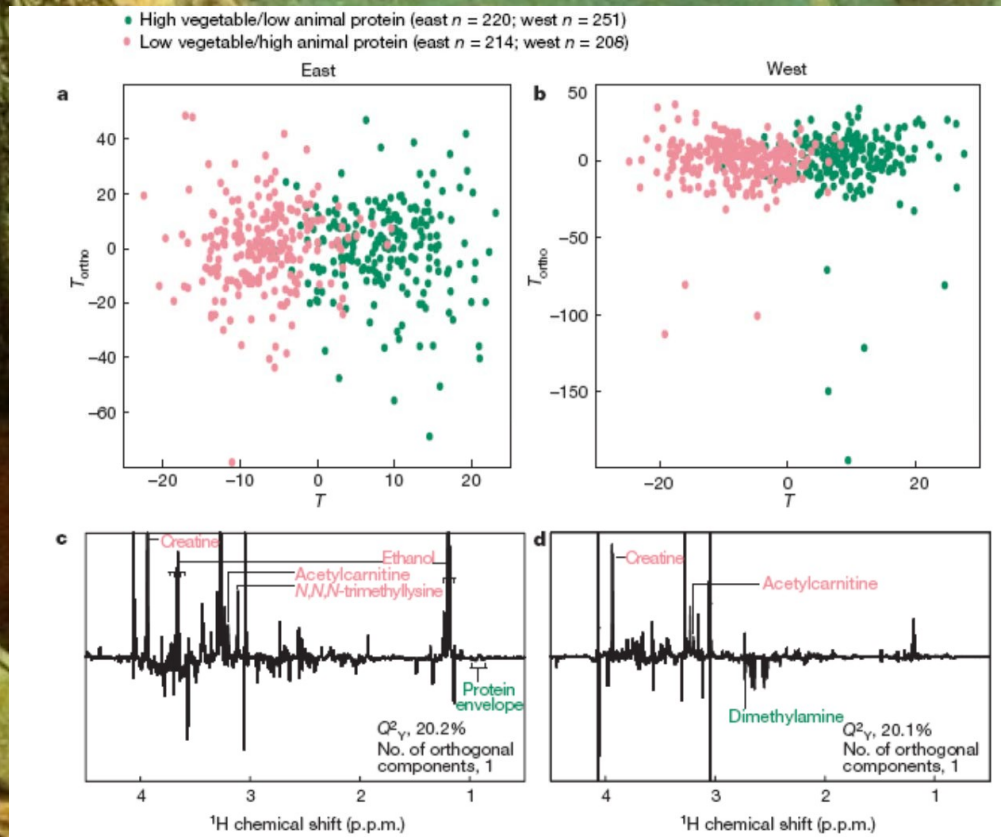 High vegetable/low animal protein (east n = 220; west n = 251)
Low vegetable/high animal protein (east n = 214; west n = 208)
East
West
a
b
40
20
0
−20
−40
−60
T ortho
−20
−10
0
10
20
T
50
0
−50
−100
−150
T ortho
−20
0
20
T
c
Creatine
Ethanol
Acetylcarnitine
N,N,N-trimethyllysine
Protein
envelope
Q²Y, 20.2%
No. of orthogonal
components, 1
4
3
2
1
¹H chemical shift (p.p.m.)
d
Creatine
Acetylcarnitine
Dimethylamine
Q²Y, 20.1%
No. of orthogonal
components, 1
4
3
2
1
¹H chemical shift (p.p.m.)